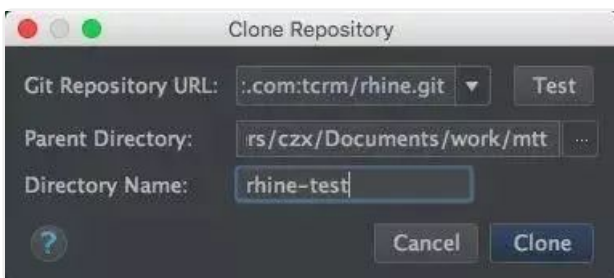 Clone Repository
Git Repository URL: :.com:tcrm/rhine.git Test
Parent Directory: rs/czx/Documents/work/mtt ...
Directory Name: rhine-test
? Cancel Clone